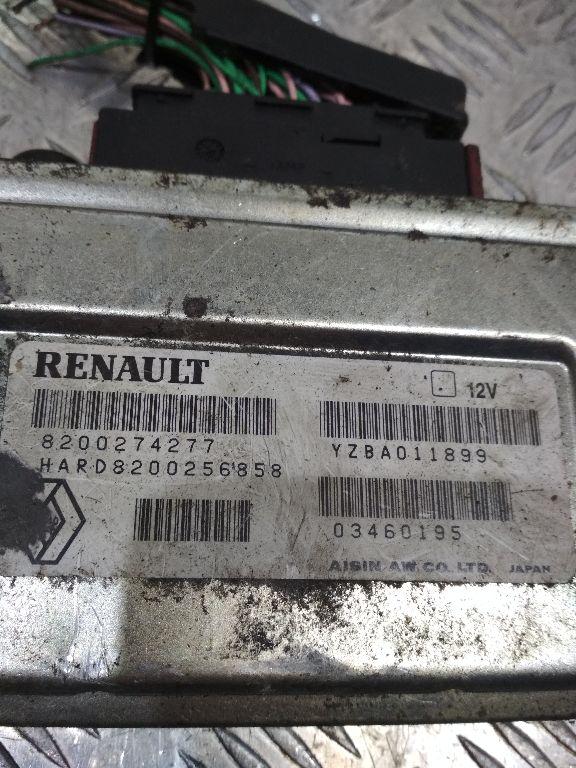 RENAULT
12V
8200274277
YZBA011899
HARD8200256858
03460195
AISIN AW CO., LTD. JAPAN